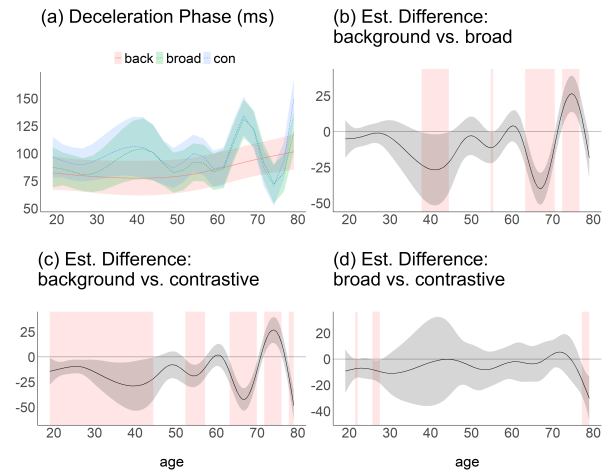 (a) Deceleration Phase (ms)
back broad con
150
125
100
75
50
20 30 40 50 60 70 80
(b) Est. Difference:
background vs. broad
25
0
-25
-50
20 30 40 50 60 70 80
(c) Est. Difference:
background vs. contrastive
25
0
-25
-50
20 30 40 50 60 70 80
age
(d) Est. Difference:
broad vs. contrastive
20
0
-20
-40
20 30 40 50 60 70 80
age